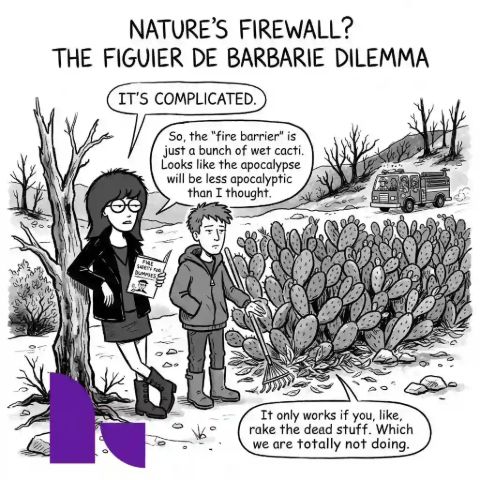 NATURE'S FIREWALL?
THE FIGUIER DE BARBARIE DILEMMA
IT'S COMPLICATED.
So, the "fire barrier" is
just a bunch of wet cacti.
Looks like the apocalypse
will be less apocalyptic
than I thought.
FIRE
SAFETY FOR
DUMMIES
It only works if you, like,
rake the dead stuff. Which
we are totally not doing.